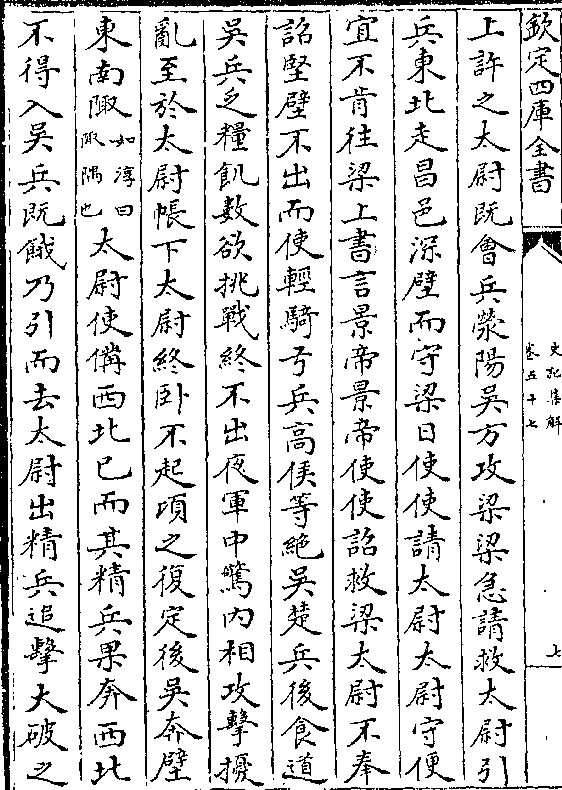 欽定四庫全書
史記集解
卷五十七
七
上許之太尉既會兵滎陽吳方攻梁梁急請救太尉引
兵東北走昌邑深壁而守梁日使使請太尉太尉守便
宜不肯往梁上書言景帝景帝使使詔救梁太尉不奉
詔堅壁不出而使輕騎弓兵高侯等絶吳楚兵後食道
吳兵乏糧飢數欲挑戰終不出夜軍中驚内相攻擊擾
亂至於太尉帳下太尉終卧不起頃之復定後吳奔壁
東南陬如淳曰陬隅也太尉使備西北已而其精兵果奔西北
不得入吳兵既餓乃引而去太尉出精兵追擊大破之